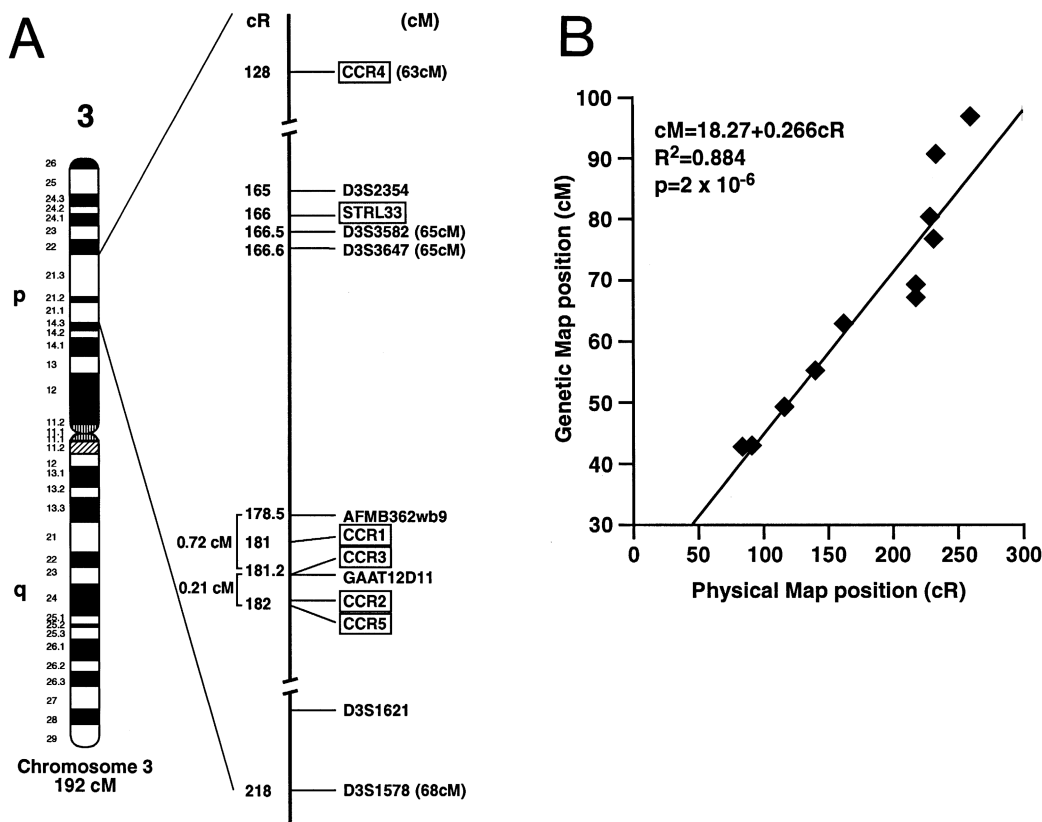 A
3
26
25
24.3
24.2
24.1
23
22
21.3
p
21.2
21.1
14.3
14.2
14.1
13
12
11.2
11.1
11.1
11.2
12
13.1
13.2
13.3
21
22
23
q
24
25.1
25.2
25.3
26.1
26.2
26.3
27
28
29
Chromosome 3
192 cM
cR (cM)
128 CCR4 (63cM)
165 D3S2354
166 STRL33
166.5 D3S3582 (65cM)
166.6 D3S3647 (65cM)
178.5 AFMB362wb9
0.72 cM 181 CCR1
CCR3
181.2 GAAT12D11
0.21 cM CCR2
182
CCR5
D3S1621
218 D3S1578 (68cM)
B
cM=18.27+0.266cR
R²=0.884
p=2 x 10⁻⁶
Genetic Map position (cM)
100
90
80
70
60
50
40
30
0 50 100 150 200 250 300
Physical Map position (cR)